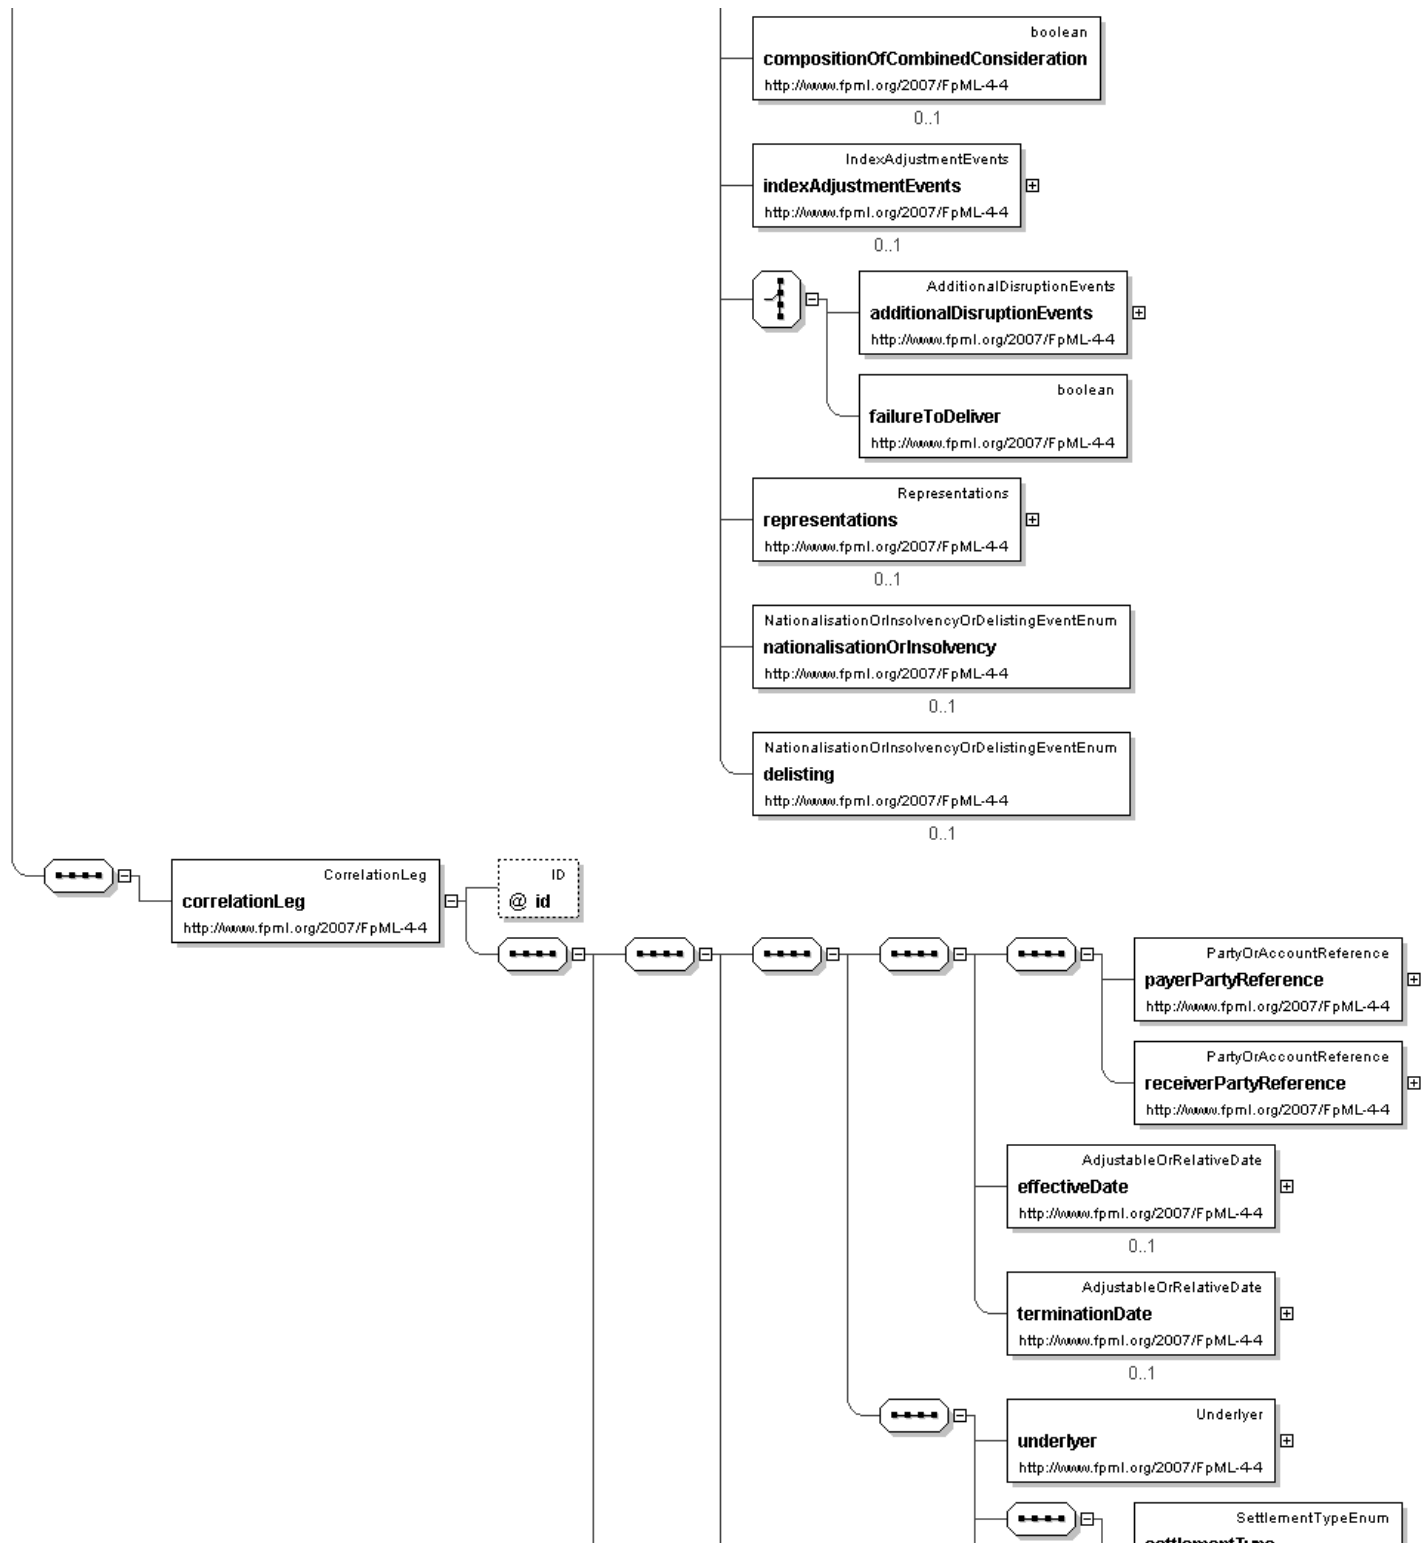 boolean
compositionOfCombinedConsideration
http://www.fpml.org/2007/FpML-4-4
0..1
IndexAdjustmentEvents
indexAdjustmentEvents
http://www.fpml.org/2007/FpML-4-4
0..1
AdditionalDisruptionEvents
additionalDisruptionEvents
http://www.fpml.org/2007/FpML-4-4
boolean
failureToDeliver
http://www.fpml.org/2007/FpML-4-4
Representations
representations
http://www.fpml.org/2007/FpML-4-4
0..1
NationalisationOrInsolvencyOrDelistingEventEnum
nationalisationOrInsolvency
http://www.fpml.org/2007/FpML-4-4
0..1
NationalisationOrInsolvencyOrDelistingEventEnum
delisting
http://www.fpml.org/2007/FpML-4-4
0..1
CorrelationLeg
correlationLeg
http://www.fpml.org/2007/FpML-4-4
ID
@ id
PartyOrAccountReference
payerPartyReference
http://www.fpml.org/2007/FpML-4-4
PartyOrAccountReference
receiverPartyReference
http://www.fpml.org/2007/FpML-4-4
AdjustableOrRelativeDate
effectiveDate
http://www.fpml.org/2007/FpML-4-4
0..1
AdjustableOrRelativeDate
terminationDate
http://www.fpml.org/2007/FpML-4-4
0..1
Underlyer
underlyer
http://www.fpml.org/2007/FpML-4-4
SettlementTypeEnum
settlementType